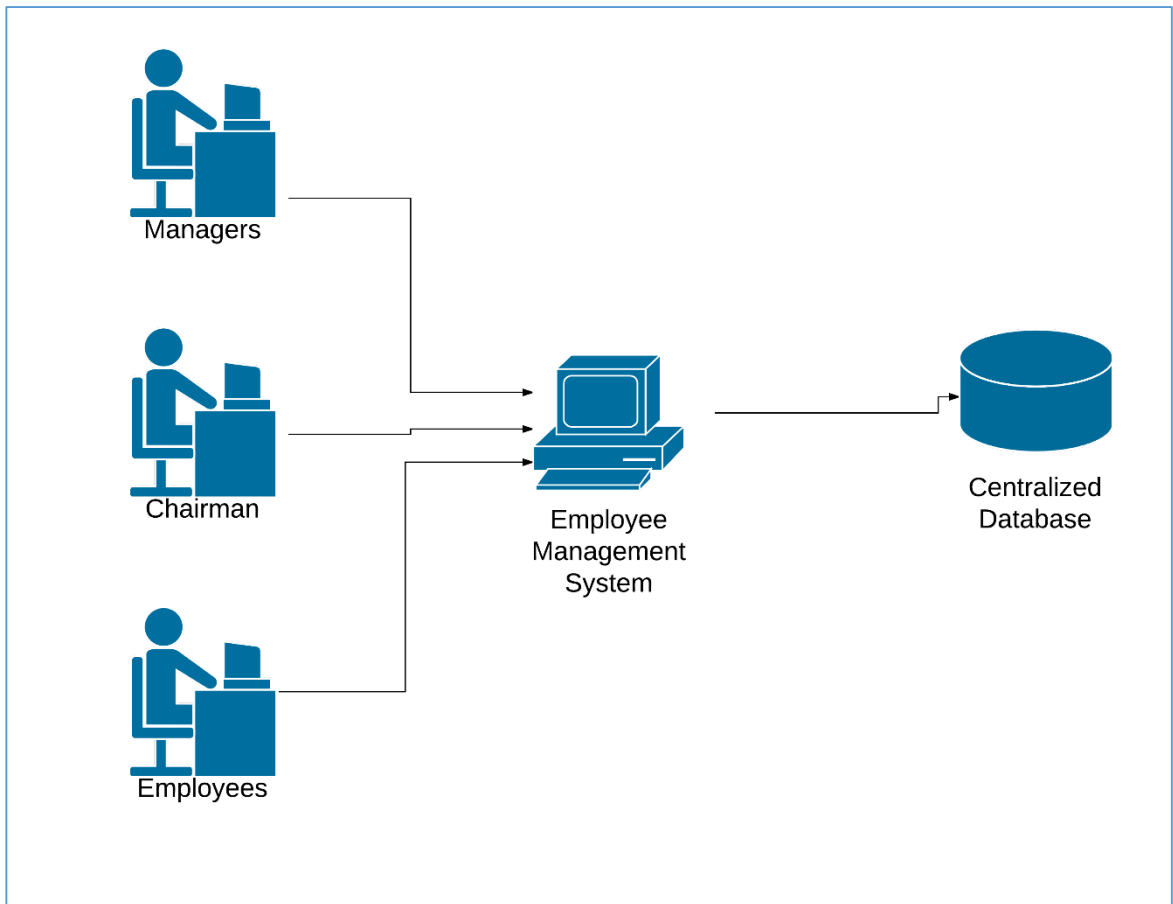 Managers
Chairman
Employees
Employee
Management
System
Centralized
Database